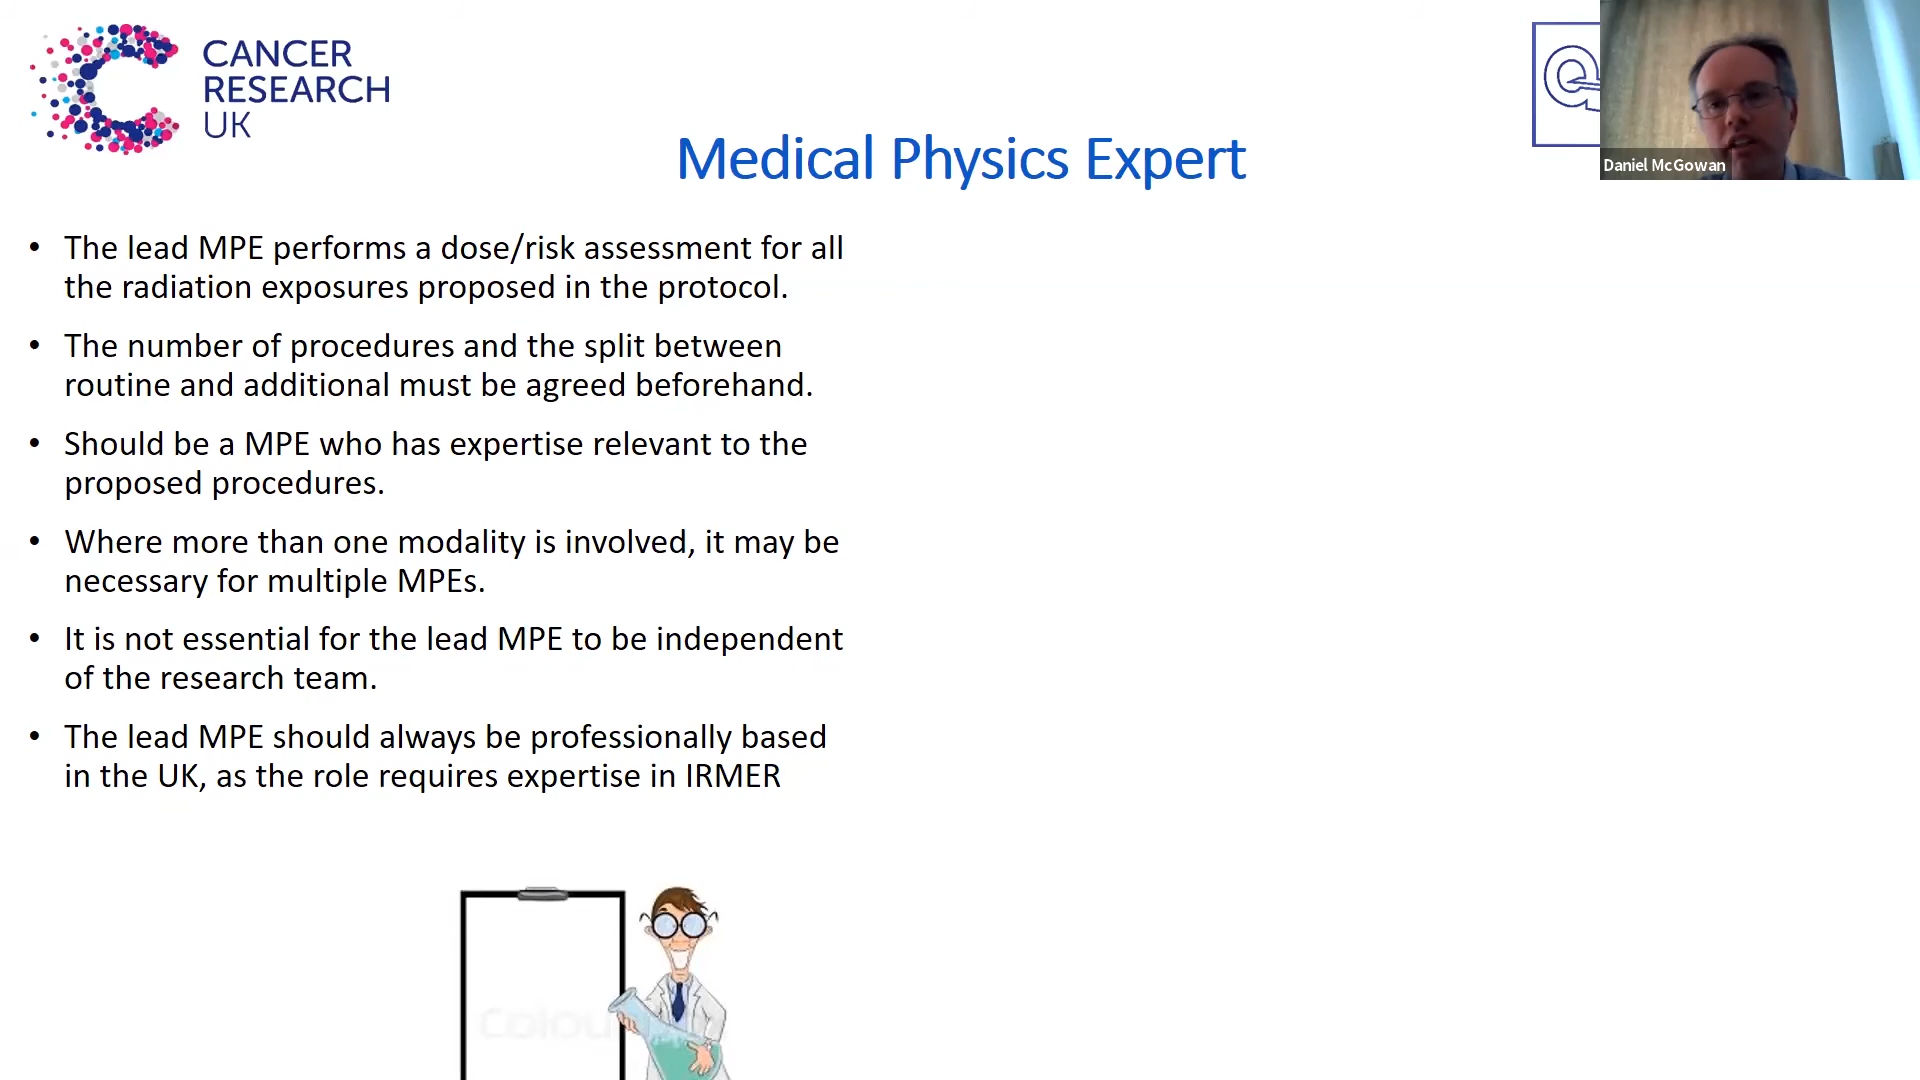 CANCER
RESEARCH
UK
Daniel McGowan
Medical Physics Expert
• The lead MPE performs a dose/risk assessment for all
the radiation exposures proposed in the protocol.
• The number of procedures and the split between
routine and additional must be agreed beforehand.
• Should be a MPE who has expertise relevant to the
proposed procedures.
• Where more than one modality is involved, it may be
necessary for multiple MPEs.
• It is not essential for the lead MPE to be independent
of the research team.
• The lead MPE should always be professionally based
in the UK, as the role requires expertise in IRMER